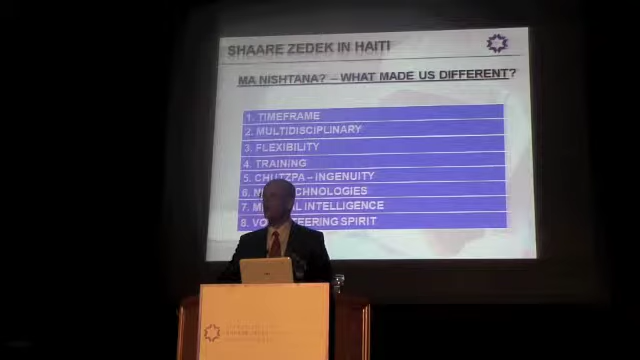 SHAARE ZEDEK IN HAITI
MA NISHTANA? – WHAT MADE US DIFFERENT?
1. TIMEFRAME
2. MULTIDISCIPLINARY
3. FLEXIBILITY
4. TRAINING
5. CHUTZPA – INGENUITY
6.
7. INTELLIGENCE
8. SPIRIT